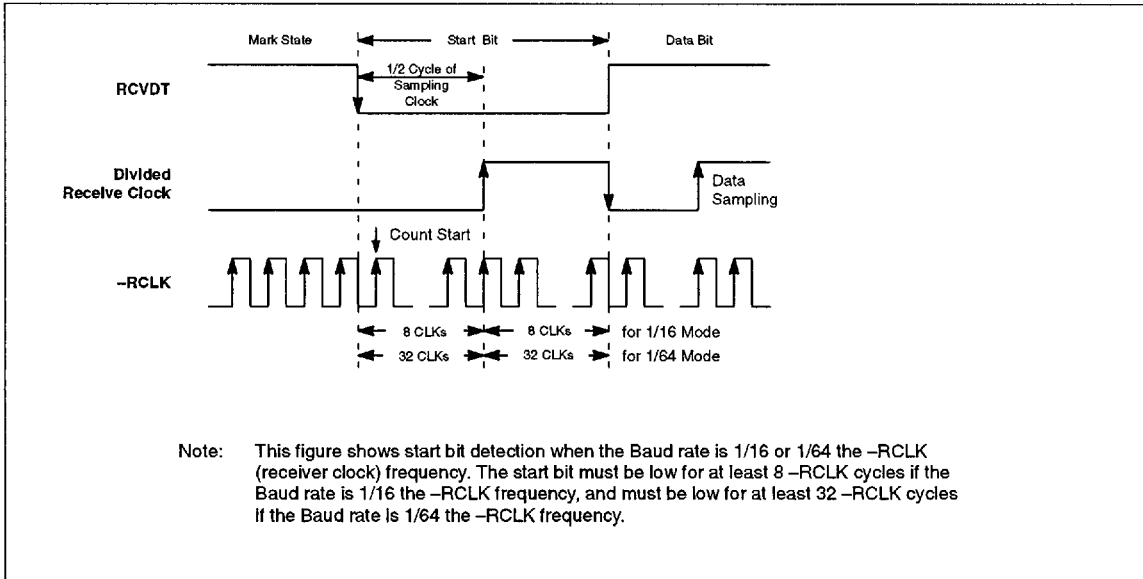 Mark State
Start Bit
Data Bit
RCVDT
1/2 Cycle of
Sampling
Clock
Divided
Receive Clock
Data
Sampling
Count Start
–RCLK
8 CLKs
8 CLKs
for 1/16 Mode
32 CLKs
32 CLKs
for 1/64 Mode
Note: This figure shows start bit detection when the Baud rate is 1/16 or 1/64 the –RCLK
(receiver clock) frequency. The start bit must be low for at least 8 –RCLK cycles if the
Baud rate is 1/16 the –RCLK frequency, and must be low for at least 32 –RCLK cycles
if the Baud rate is 1/64 the –RCLK frequency.